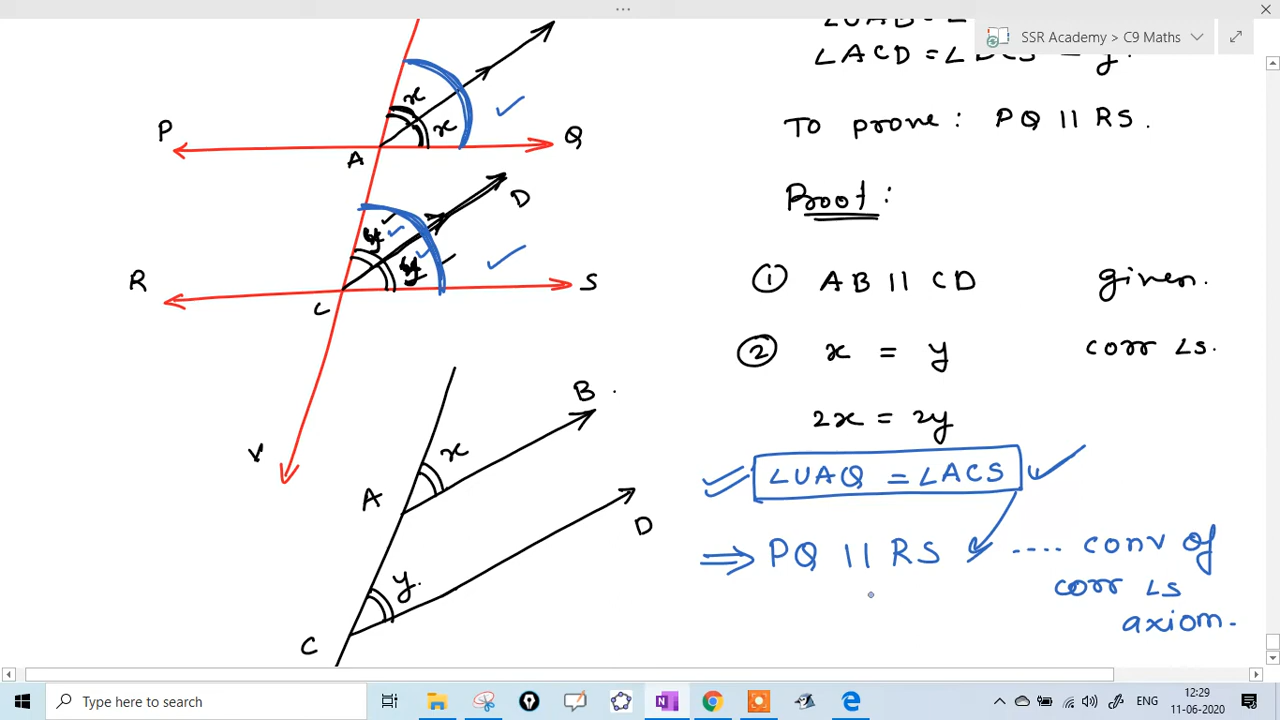 SSR Academy > C9 Maths
∠ACD = ∠DCS = y.
To prove: PQ || RS.
Proof:
① AB || CD given.
② x = y corr ∠s.
2x = 2y
∠UAQ = ∠ACS
⇒ PQ || RS .... conv of
corr ∠s
axiom.
x
x
P
A
Q
D
y
y
R
C
S
B
x
A
D
y
C
Type here to search
ENG
12:29
11-06-2020